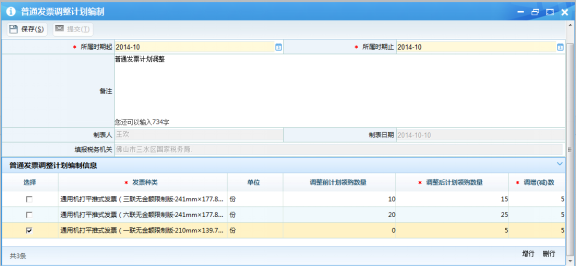 普通发票调整计划编制
保存(S) 提交(T)
* 所属时期起 2014-10 * 所属时期止 2014-10
备注 普通发票计划调整
您还可以输入734字
制表人 王欢 制表日期 2014-10-10
填报税务机关 佛山市三水区国家税务局
普通发票调整计划编制信息
选择 * 发票种类 单位 调整前计划领购数量 * 调整后计划领购数量 * 调增(减)数
通用机打平推式发票（三联无金额限制版-241mm×177.8... 份 10 15 5
通用机打平推式发票（六联无金额限制版-241mm×177.8... 份 20 25 5
通用机打平推式发票（一联无金额限制版-210mm×139.7... 份 0 5 5
共3条 增行 删行